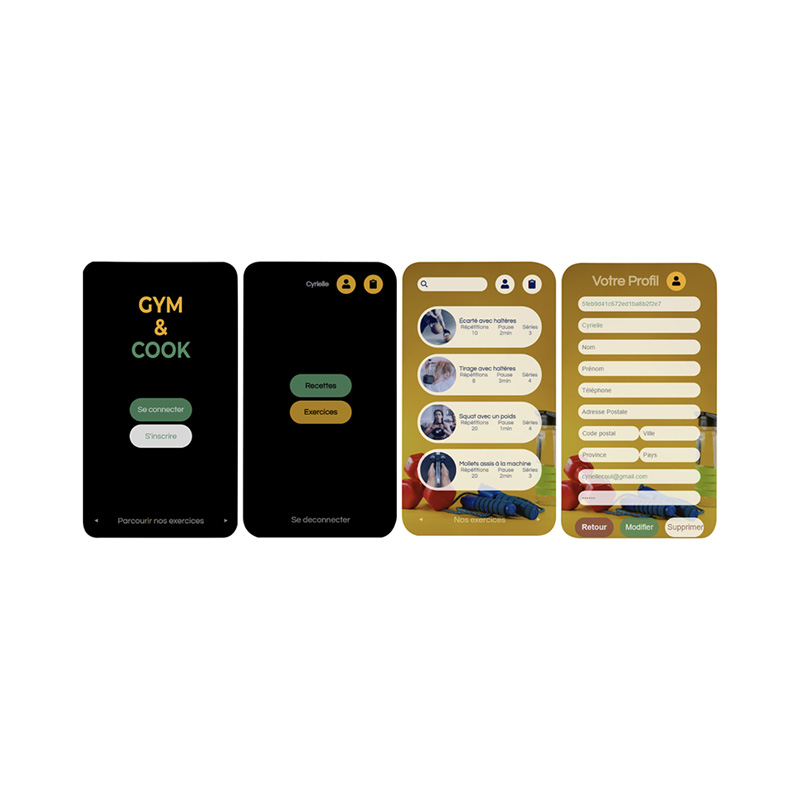 GYM
&
COOK
Se connecter
S'inscrire
Parcourir nos exercices
Cyrielle
Recettes
Exercices
Se deconnecter
Écarté avec haltères
Répétitions Pause Séries
10 2min 3
Tirage avec haltères
Répétitions Pause Séries
8 3min 4
Squat avec un poids
Répétitions Pause Séries
20 1min 4
Mollets assis à la machine
Répétitions Pause Séries
20 2min 3
Nos exercices
Votre Profil
Cyrielle
Nom
Prénom
Téléphone
Adresse Postale
Code postal Ville
Province Pays
cyriellecoul@gmail.com
••••••
Retour Modifier Supprimer